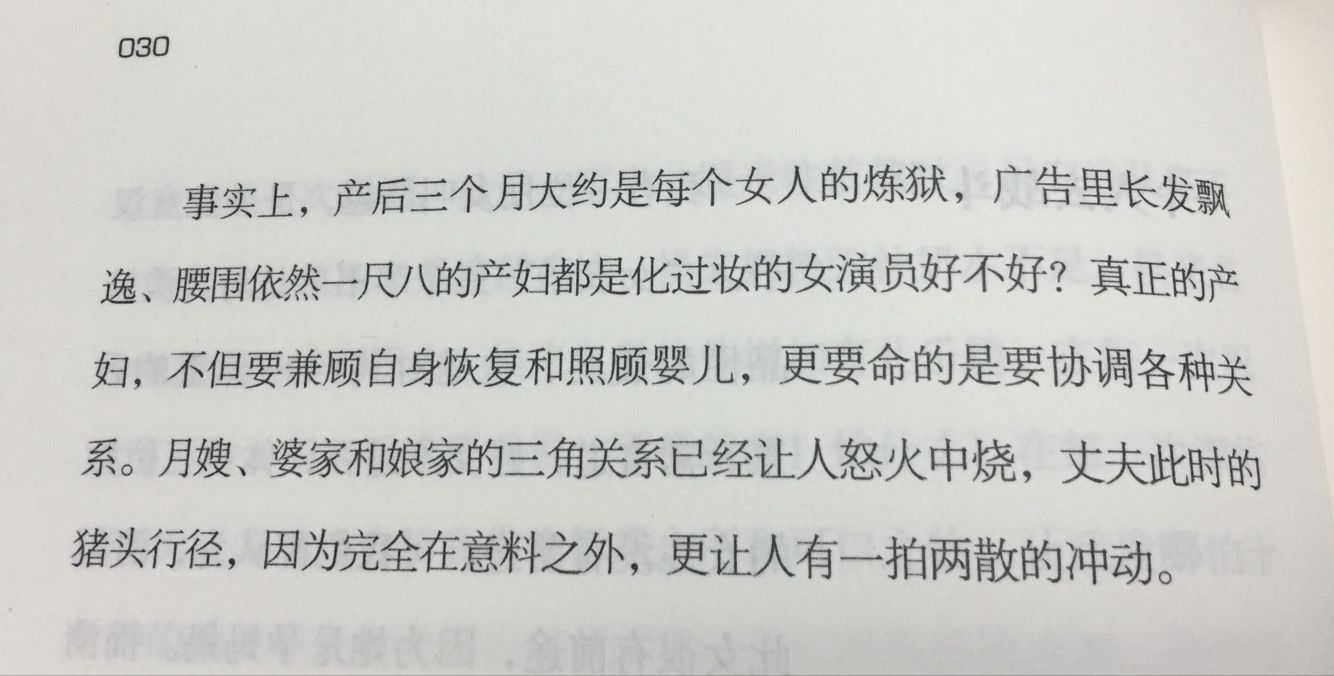 030
事实上，产后三个月大约是每个女人的炼狱，广告里长发飘
逸、腰围依然一尺八的产妇都是化过妆的女演员好不好？真正的产
妇，不但要兼顾自身恢复和照顾婴儿，更要命的是要协调各种关
系。月嫂、婆家和娘家的三角关系已经让人怒火中烧，丈夫此时的
猪头行径，因为完全在意料之外，更让人有一拍两散的冲动。